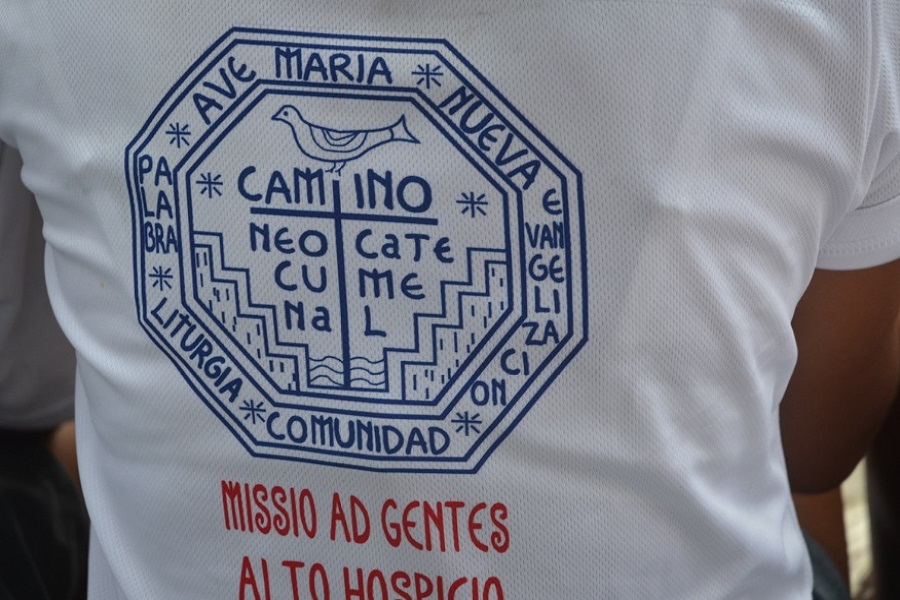 AVE MARIA
NUEVA EVANGELIZACION
PALABRA
LITURGIA
COMUNIDAD
CAMINO
NEO CaTE
CU ME
Na L
MISSIO AD GENTES
ALTO HOSPICIO